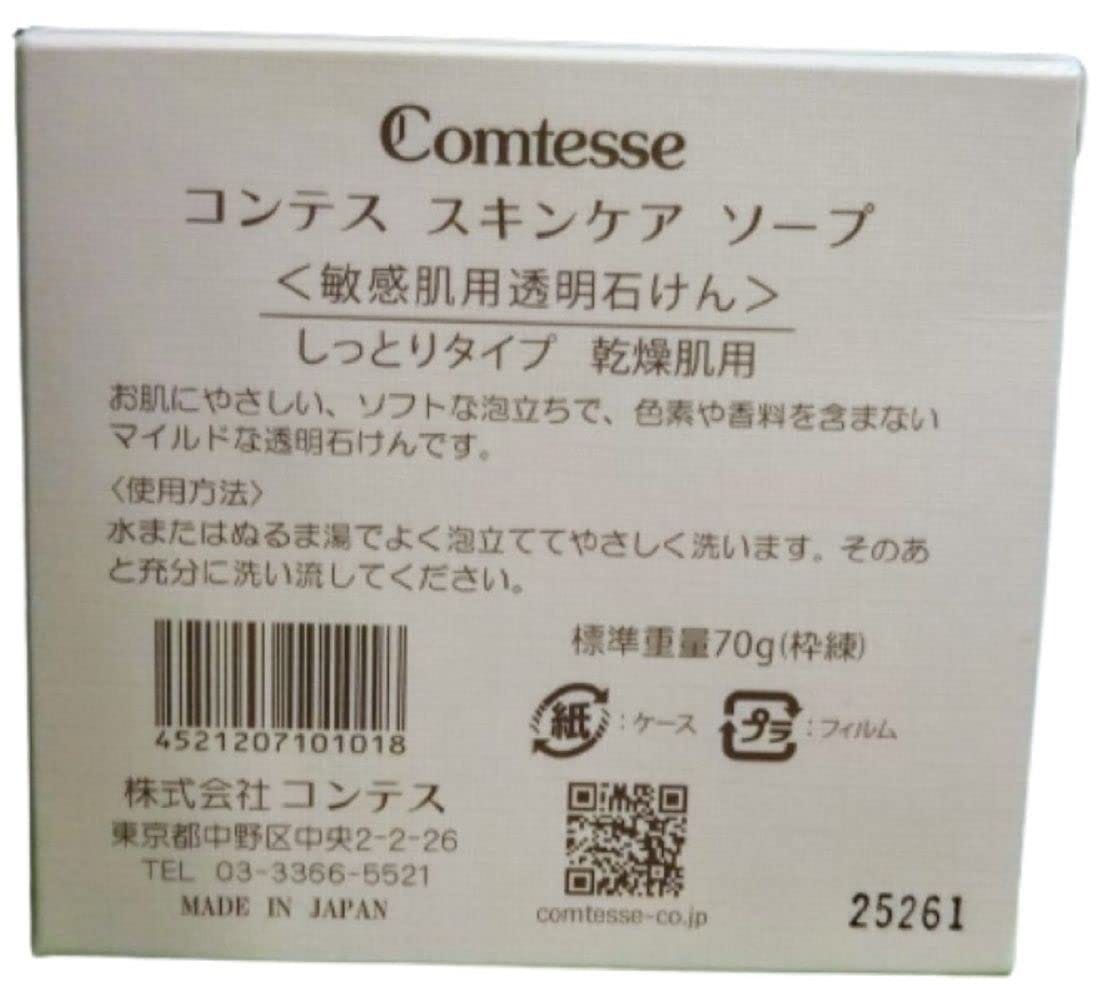 Comtesse
コンテス スキンケア ソープ
＜敏感肌用透明石けん＞
しっとりタイプ 乾燥肌用
お肌にやさしい、ソフトな泡立ちで、色素や香料を含まない
マイルドな透明石けんです。
〈使用方法〉
水またはぬるま湯でよく泡立ててやさしく洗います。そのあ
と充分に洗い流してください。
標準重量70g(枠練)
紙:ケース プラ:フィルム
4521207101018
株式会社コンテス
東京都中野区中央2-2-26
TEL 03-3366-5521
MADE IN JAPAN
comtesse-co.jp
25261